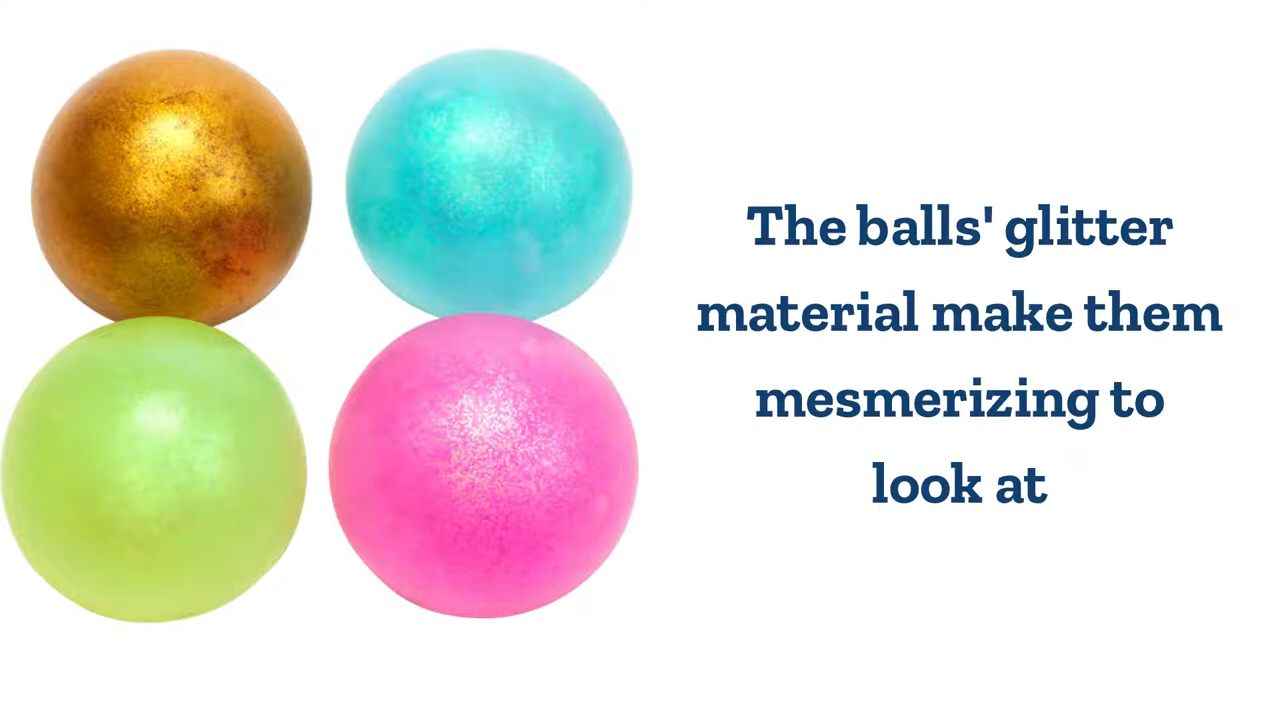 The balls' glitter
material make them
mesmerizing to
look at